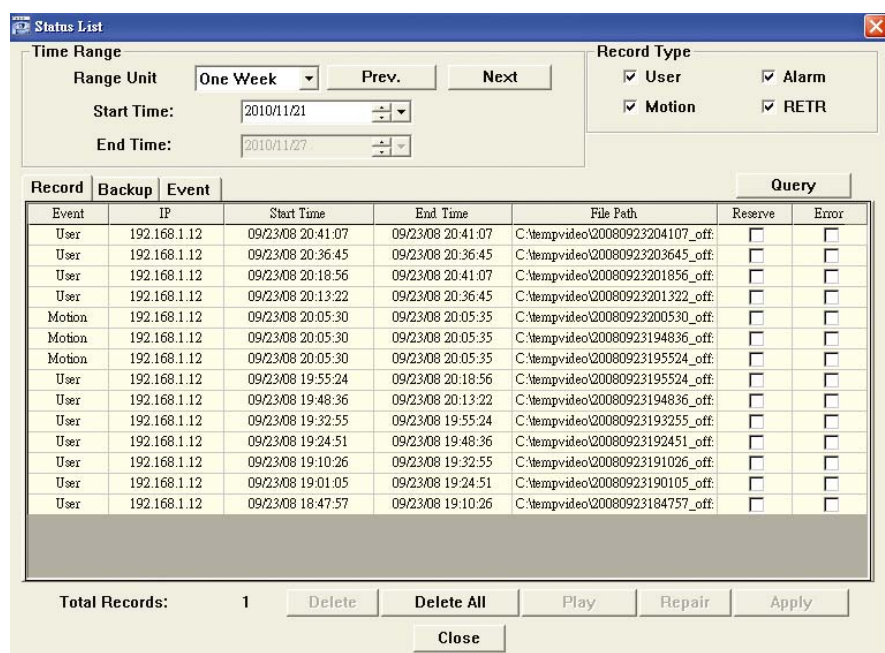 Status List
Time Range
Record Type
Range Unit One Week Prev. Next
User Alarm
Start Time: 2010/11/21
Motion RETR
End Time: 2010/11/27
Record Backup Event Query
Event IP Start Time End Time File Path Reserve Error
User 192.168.1.12 09/23/08 20:41:07 09/23/08 20:41:07 C:\tempvideo\20080923204107_off:
User 192.168.1.12 09/23/08 20:36:45 09/23/08 20:36:45 C:\tempvideo\20080923203645_off:
User 192.168.1.12 09/23/08 20:18:56 09/23/08 20:41:07 C:\tempvideo\20080923201856_off:
User 192.168.1.12 09/23/08 20:13:22 09/23/08 20:36:45 C:\tempvideo\20080923201322_off:
Motion 192.168.1.12 09/23/08 20:05:30 09/23/08 20:05:35 C:\tempvideo\20080923200530_off:
Motion 192.168.1.12 09/23/08 20:05:30 09/23/08 20:05:35 C:\tempvideo\20080923194836_off:
Motion 192.168.1.12 09/23/08 20:05:30 09/23/08 20:05:35 C:\tempvideo\20080923195524_off:
User 192.168.1.12 09/23/08 19:55:24 09/23/08 20:18:56 C:\tempvideo\20080923195524_off:
User 192.168.1.12 09/23/08 19:48:36 09/23/08 20:13:22 C:\tempvideo\20080923194836_off:
User 192.168.1.12 09/23/08 19:32:55 09/23/08 19:55:24 C:\tempvideo\20080923193255_off:
User 192.168.1.12 09/23/08 19:24:51 09/23/08 19:48:36 C:\tempvideo\20080923192451_off:
User 192.168.1.12 09/23/08 19:10:26 09/23/08 19:32:55 C:\tempvideo\20080923191026_off:
User 192.168.1.12 09/23/08 19:01:05 09/23/08 19:24:51 C:\tempvideo\20080923190105_off:
User 192.168.1.12 09/23/08 18:47:57 09/23/08 19:10:26 C:\tempvideo\20080923184757_off:
Total Records: 1 Delete Delete All Play Repair Apply
Close